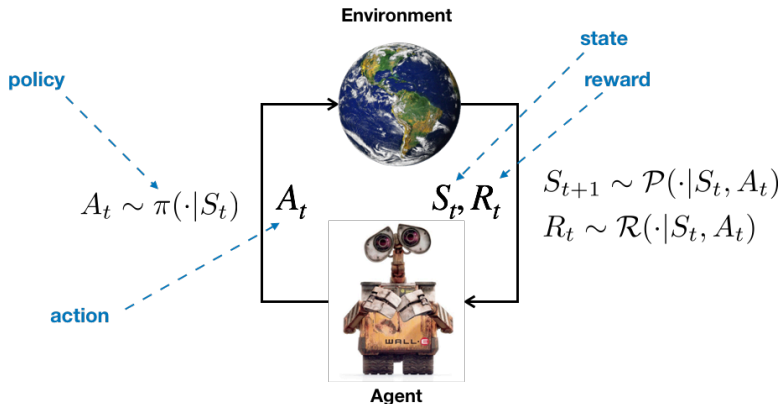 Environment
state
policy
reward
A_t ∼ π(·|S_t)
A_t
S_t, R_t
S_{t+1} ∼ 𝒫(·|S_t, A_t)
R_t ∼ ℛ(·|S_t, A_t)
action
WALL·E
Agent